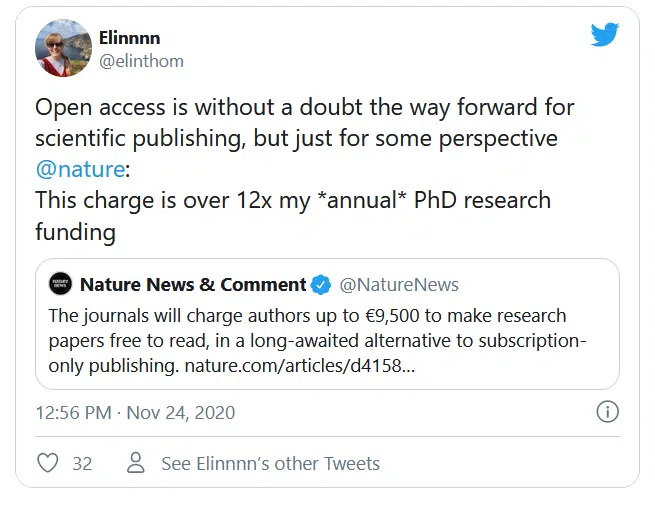 Elinnnn
@elinthom
Open access is without a doubt the way forward for
scientific publishing, but just for some perspective
@nature:
This charge is over 12x my *annual* PhD research
funding
nature
news
Nature News & Comment @NatureNews
The journals will charge authors up to €9,500 to make research
papers free to read, in a long-awaited alternative to subscription-
only publishing. nature.com/articles/d4158...
12:56 PM · Nov 24, 2020
32 See Elinnnn's other Tweets